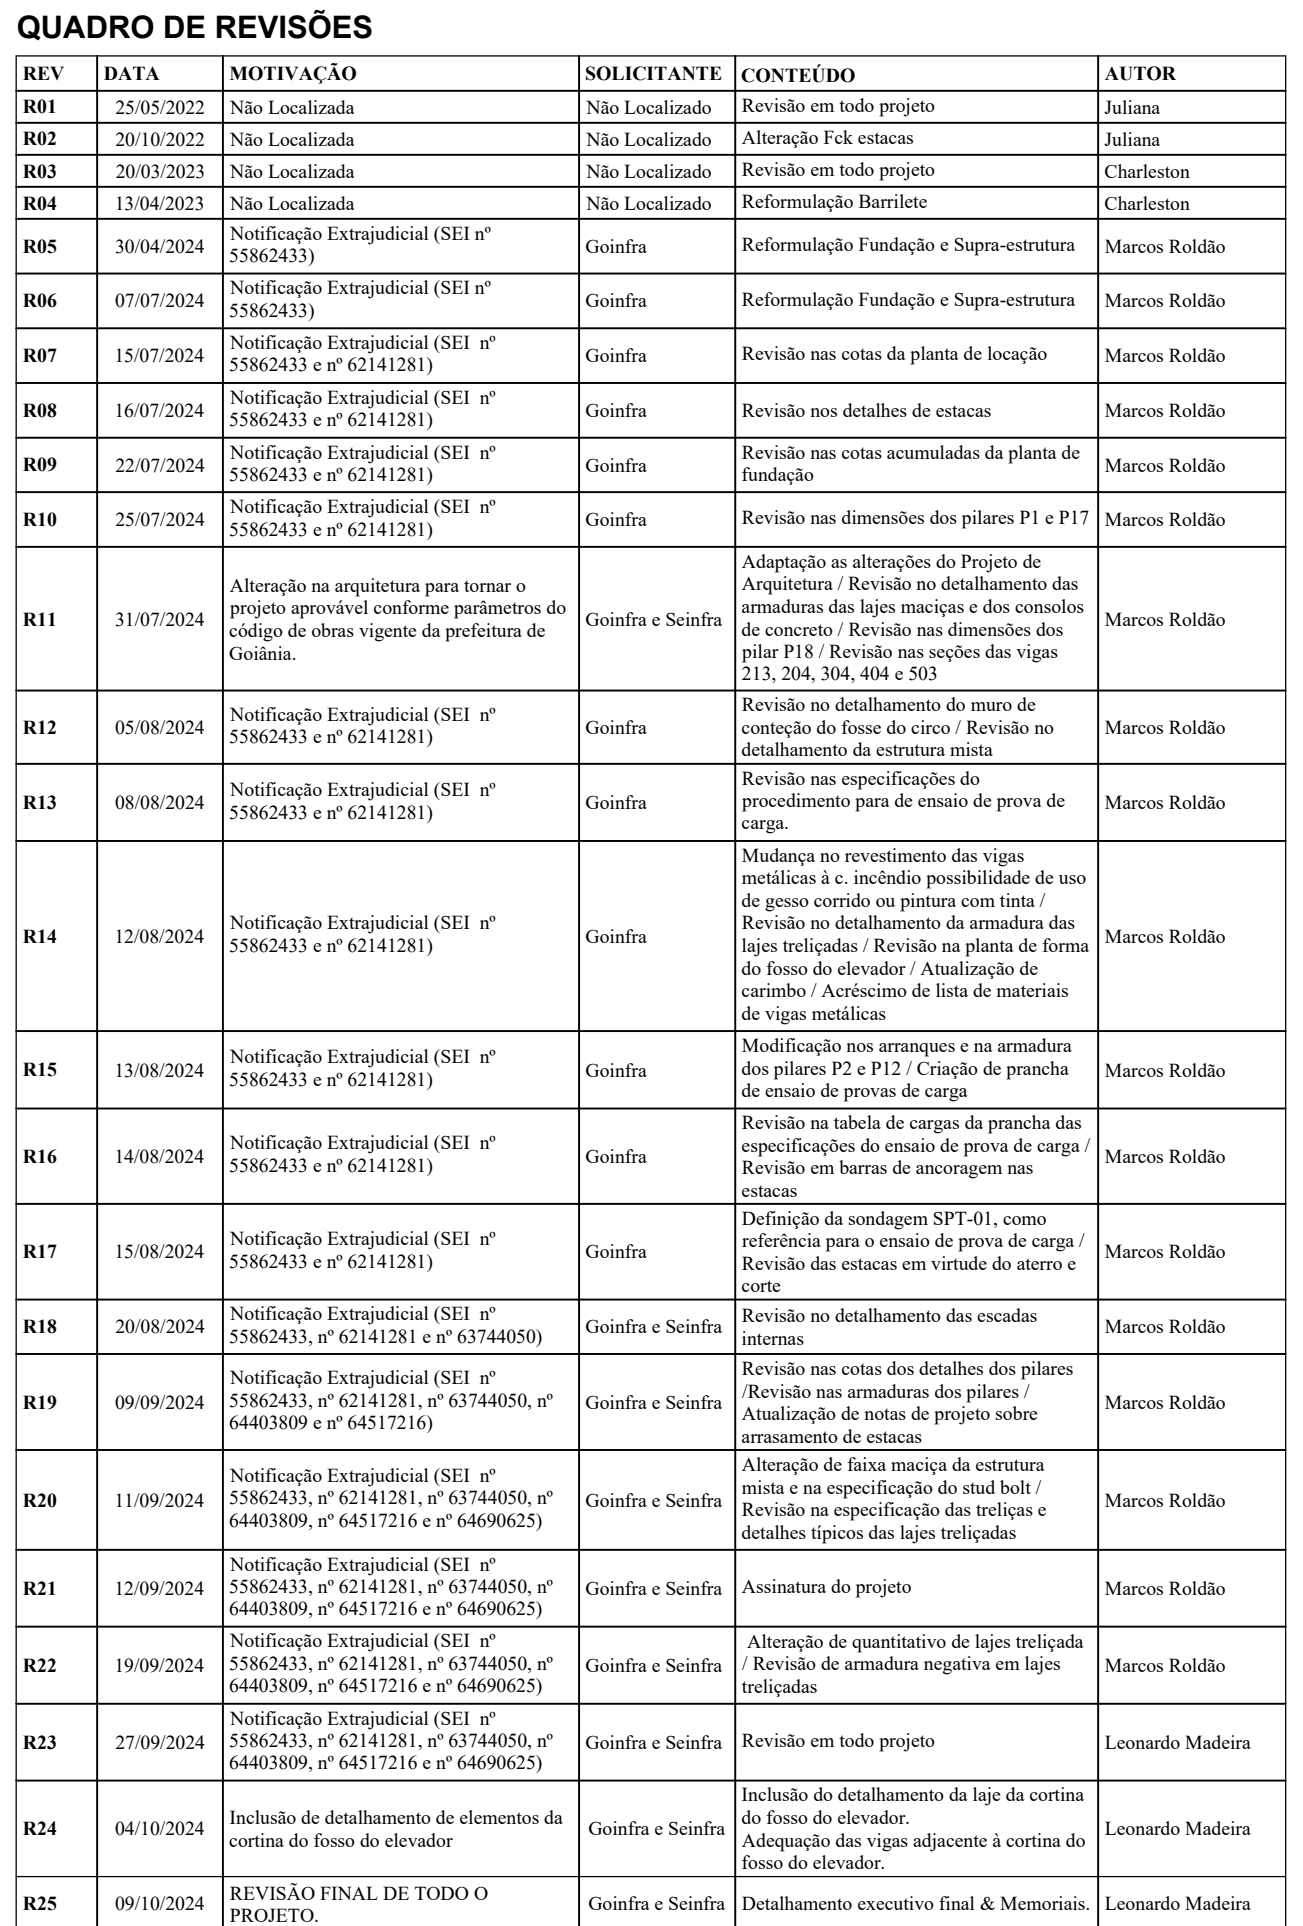 QUADRO DE REVISÕES
REV DATA MOTIVAÇÃO SOLICITANTE CONTEÚDO AUTOR
R01 25/05/2022 Não Localizada Não Localizado Revisão em todo projeto Juliana
R02 20/10/2022 Não Localizada Não Localizado Alteração Fck estacas Juliana
R03 20/03/2023 Não Localizada Não Localizado Revisão em todo projeto Charleston
R04 13/04/2023 Não Localizada Não Localizado Reformulação Barrilete Charleston
R05 30/04/2024 Notificação Extrajudicial (SEI nº
55862433) Goinfra Reformulação Fundação e Supra-estrutura Marcos Roldão
R06 07/07/2024 Notificação Extrajudicial (SEI nº
55862433) Goinfra Reformulação Fundação e Supra-estrutura Marcos Roldão
R07 15/07/2024 Notificação Extrajudicial (SEI nº
55862433 e nº 62141281) Goinfra Revisão nas cotas da planta de locação Marcos Roldão
R08 16/07/2024 Notificação Extrajudicial (SEI nº
55862433 e nº 62141281) Goinfra Revisão nos detalhes de estacas Marcos Roldão
R09 22/07/2024 Notificação Extrajudicial (SEI nº
55862433 e nº 62141281) Goinfra Revisão nas cotas acumuladas da planta de
fundação Marcos Roldão
R10 25/07/2024 Notificação Extrajudicial (SEI nº
55862433 e nº 62141281) Goinfra Revisão nas dimensões dos pilares P1 e P17 Marcos Roldão
R11 31/07/2024 Alteração na arquitetura para tornar o
projeto aprovável conforme parâmetros do
código de obras vigente da prefeitura de
Goiânia. Goinfra e Seinfra Adaptação as alterações do Projeto de
Arquitetura / Revisão no detalhamento das
armaduras das lajes maciças e dos consolos
de concreto / Revisão nas dimensões dos
pilar P18 / Revisão nas seções das vigas
213, 204, 304, 404 e 503 Marcos Roldão
R12 05/08/2024 Notificação Extrajudicial (SEI nº
55862433 e nº 62141281) Goinfra Revisão no detalhamento do muro de
conteção do fosse do circo / Revisão no
detalhamento da estrutura mista Marcos Roldão
R13 08/08/2024 Notificação Extrajudicial (SEI nº
55862433 e nº 62141281) Goinfra Revisão nas especificações do
procedimento para de ensaio de prova de
carga. Marcos Roldão
R14 12/08/2024 Notificação Extrajudicial (SEI nº
55862433 e nº 62141281) Goinfra Mudança no revestimento das vigas
metálicas à c. incêndio possibilidade de uso
de gesso corrido ou pintura com tinta /
Revisão no detalhamento da armadura das
lajes treliçadas / Revisão na planta de forma
do fosso do elevador / Atualização de
carimbo / Acréscimo de lista de materiais
de vigas metálicas Marcos Roldão
R15 13/08/2024 Notificação Extrajudicial (SEI nº
55862433 e nº 62141281) Goinfra Modificação nos arranques e na armadura
dos pilares P2 e P12 / Criação de prancha
de ensaio de provas de carga Marcos Roldão
R16 14/08/2024 Notificação Extrajudicial (SEI nº
55862433 e nº 62141281) Goinfra Revisão na tabela de cargas da prancha das
especificações do ensaio de prova de carga /
Revisão em barras de ancoragem nas
estacas Marcos Roldão
R17 15/08/2024 Notificação Extrajudicial (SEI nº
55862433 e nº 62141281) Goinfra Definição da sondagem SPT-01, como
referência para o ensaio de prova de carga /
Revisão das estacas em virtude do aterro e
corte Marcos Roldão
R18 20/08/2024 Notificação Extrajudicial (SEI nº
55862433, nº 62141281 e nº 63744050) Goinfra e Seinfra Revisão no detalhamento das escadas
internas Marcos Roldão
R19 09/09/2024 Notificação Extrajudicial (SEI nº
55862433, nº 62141281, nº 63744050, nº
64403809 e nº 64517216) Goinfra e Seinfra Revisão nas cotas dos detalhes dos pilares
/Revisão nas armaduras dos pilares /
Atualização de notas de projeto sobre
arrasamento de estacas Marcos Roldão
R20 11/09/2024 Notificação Extrajudicial (SEI nº
55862433, nº 62141281, nº 63744050, nº
64403809, nº 64517216 e nº 64690625) Goinfra e Seinfra Alteração de faixa maciça da estrutura
mista e na especificação do stud bolt /
Revisão na especificação das treliças e
detalhes típicos das lajes treliçadas Marcos Roldão
R21 12/09/2024 Notificação Extrajudicial (SEI nº
55862433, nº 62141281, nº 63744050, nº
64403809, nº 64517216 e nº 64690625) Goinfra e Seinfra Assinatura do projeto Marcos Roldão
R22 19/09/2024 Notificação Extrajudicial (SEI nº
55862433, nº 62141281, nº 63744050, nº
64403809, nº 64517216 e nº 64690625) Goinfra e Seinfra Alteração de quantitativo de lajes treliçada
/ Revisão de armadura negativa em lajes
treliçadas Marcos Roldão
R23 27/09/2024 Notificação Extrajudicial (SEI nº
55862433, nº 62141281, nº 63744050, nº
64403809, nº 64517216 e nº 64690625) Goinfra e Seinfra Revisão em todo projeto Leonardo Madeira
R24 04/10/2024 Inclusão de detalhamento de elementos da
cortina do fosso do elevador Goinfra e Seinfra Inclusão do detalhamento da laje da cortina
do fosso do elevador.
Adequação das vigas adjacente à cortina do
fosso do elevador. Leonardo Madeira
R25 09/10/2024 REVISÃO FINAL DE TODO O
PROJETO. Goinfra e Seinfra Detalhamento executivo final & Memoriais. Leonardo Madeira